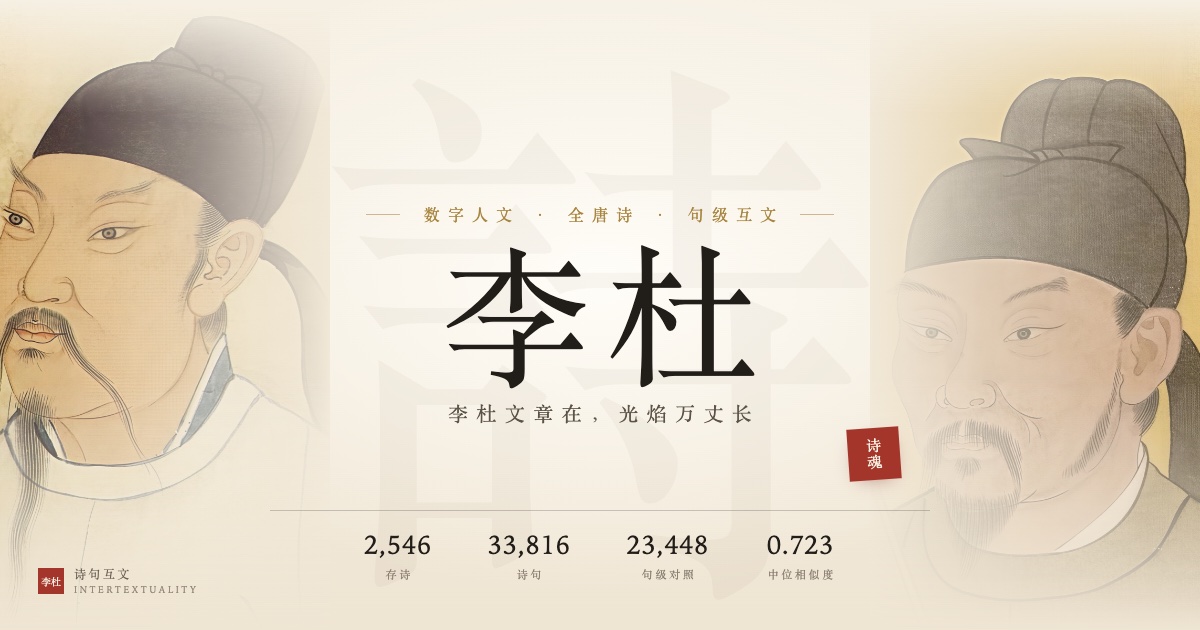 詩
数字人文 · 全唐诗 · 句级互文
李杜
李杜文章在，光焰万丈长
诗魂
2,546 33,816 23,448 0.723
存诗 诗句 句级对照 中位相似度
李杜 诗句互文
INTERTEXTUALITY